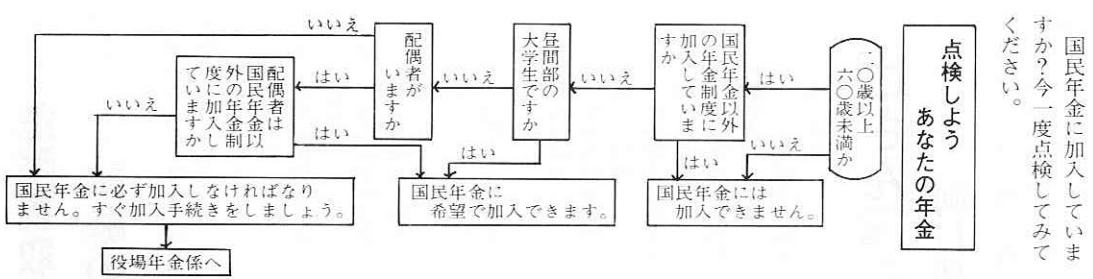 国民年金に加入していま
すか?今一度点検してみて
ください。
点検しよう
あなたの年金
二〇歳以上
六〇歳未満か
はい
いいえ
国民年金以外
の年金制度に
加入していま
すか
いいえ
はい
国民年金には
加入できません。
昼間部の
大学生ですか
いいえ
はい
国民年金に
希望で加入できます。
配偶者が
いますか
いいえ
はい
配偶者は
国民年金以
外の年金制
度に加入し
ていますか
いいえ
はい
国民年金に必ず加入しなければなり
ません。すぐ加入手続きをしましょう。
役場年金係へ